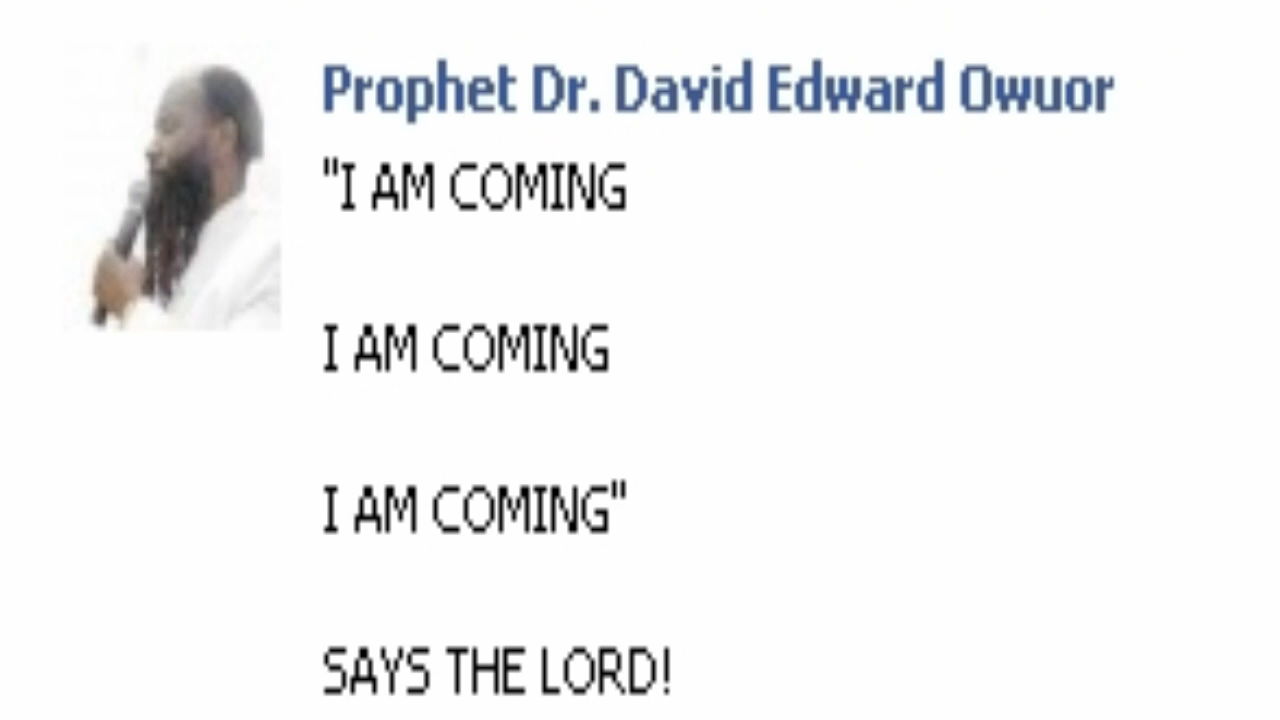 Prophet Dr. David Edward Owuor
"I AM COMING
I AM COMING
I AM COMING"
SAYS THE LORD!